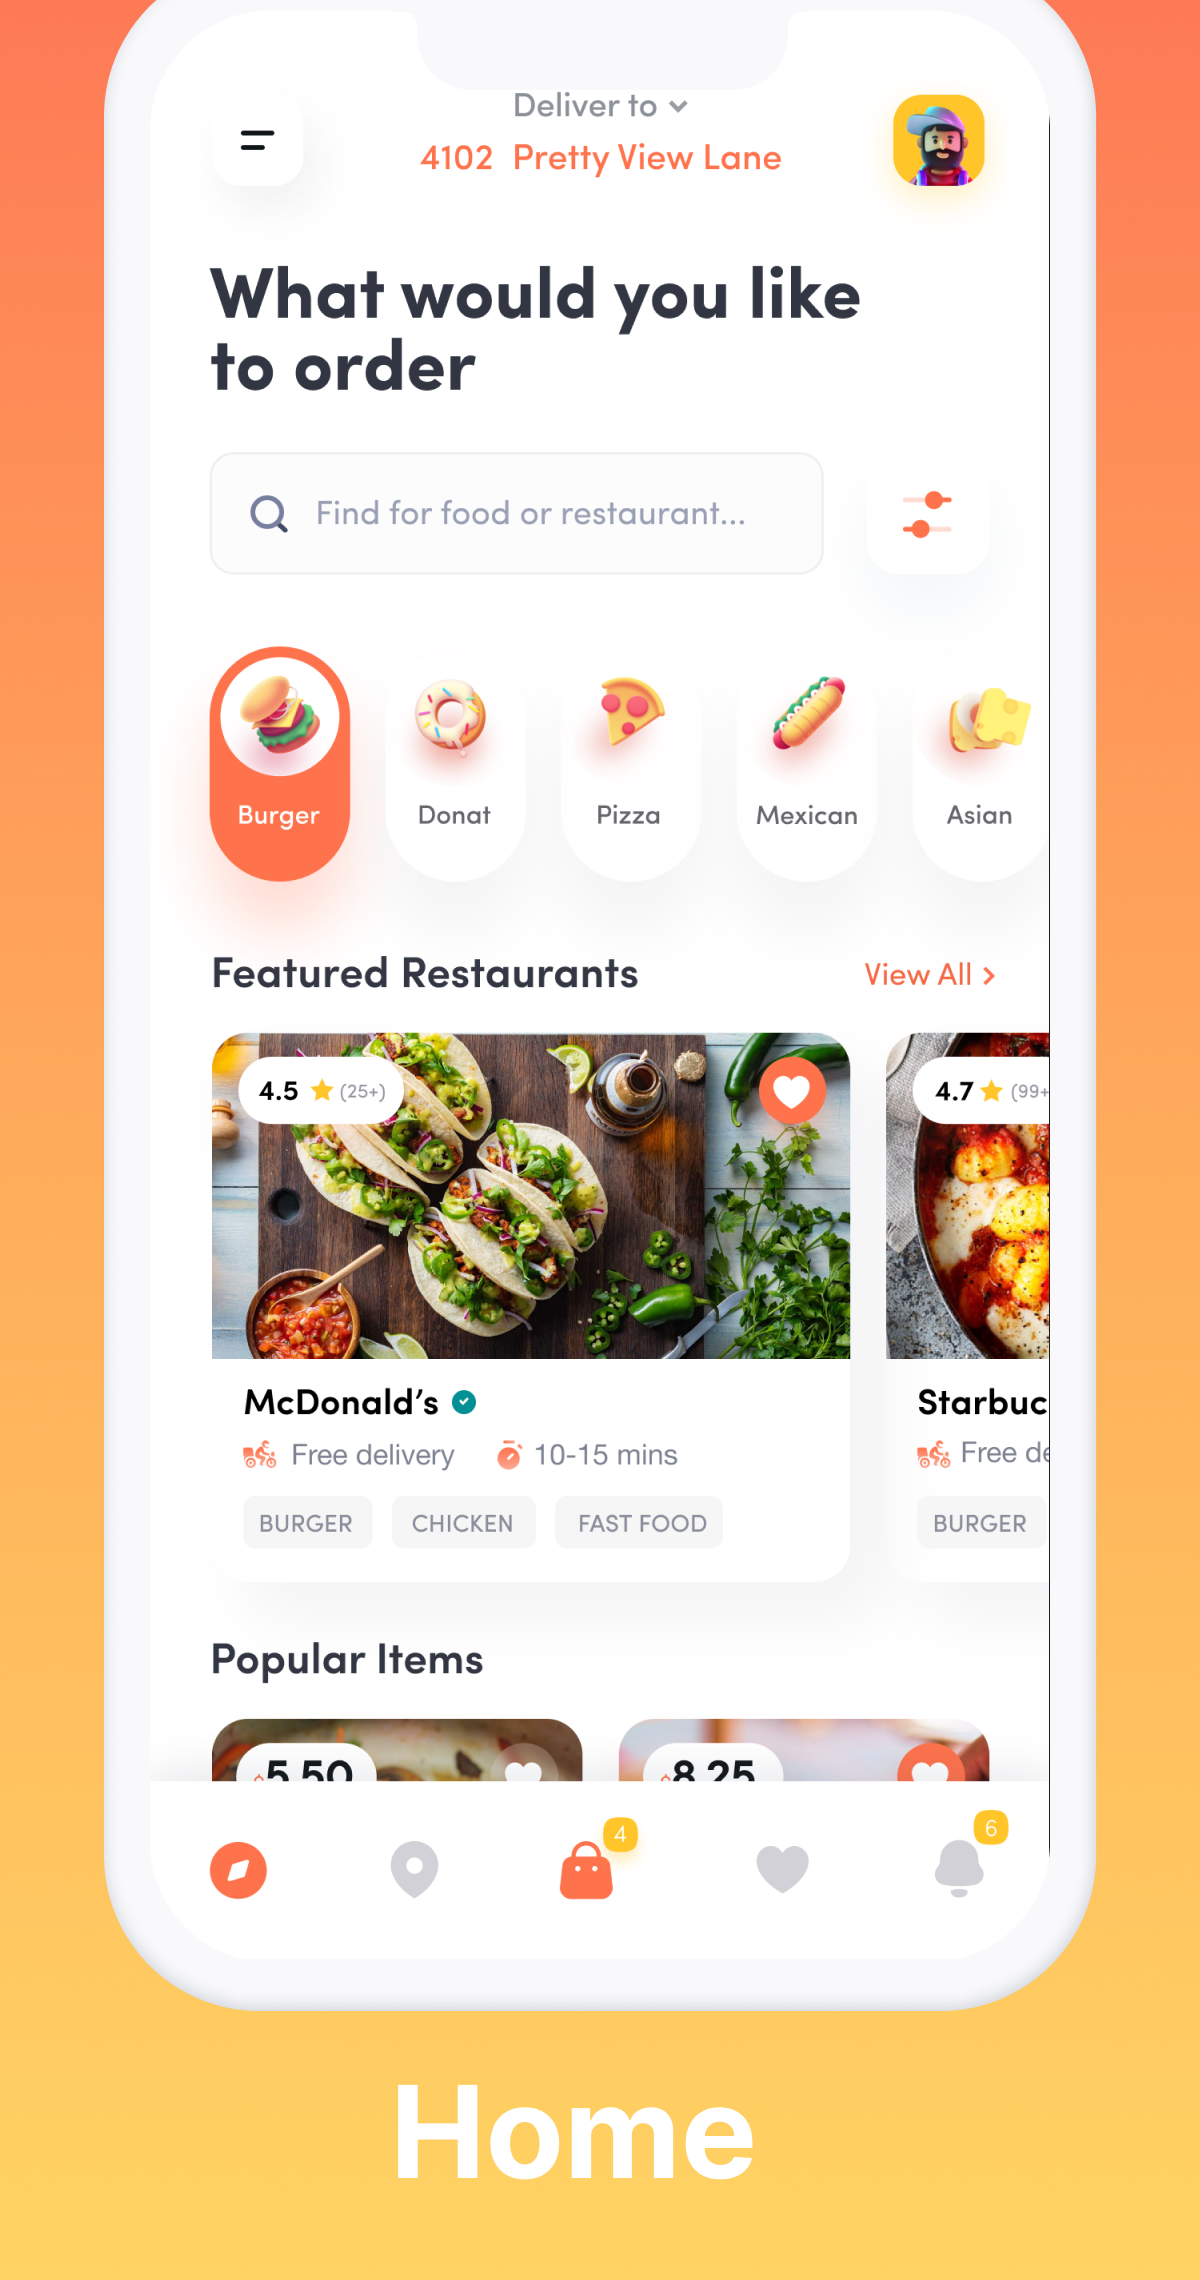 Deliver to
4102 Pretty View Lane
What would you like
to order
Find for food or restaurant...
Burger
Donat
Pizza
Mexican
Asian
Featured Restaurants
View All
4.5 (25+)
4.7 (99+
McDonald's
Starbuc
Free delivery
10-15 mins
Free de
BURGER
CHICKEN
FAST FOOD
BURGER
Popular Items
5.50
8.25
4
6
Home